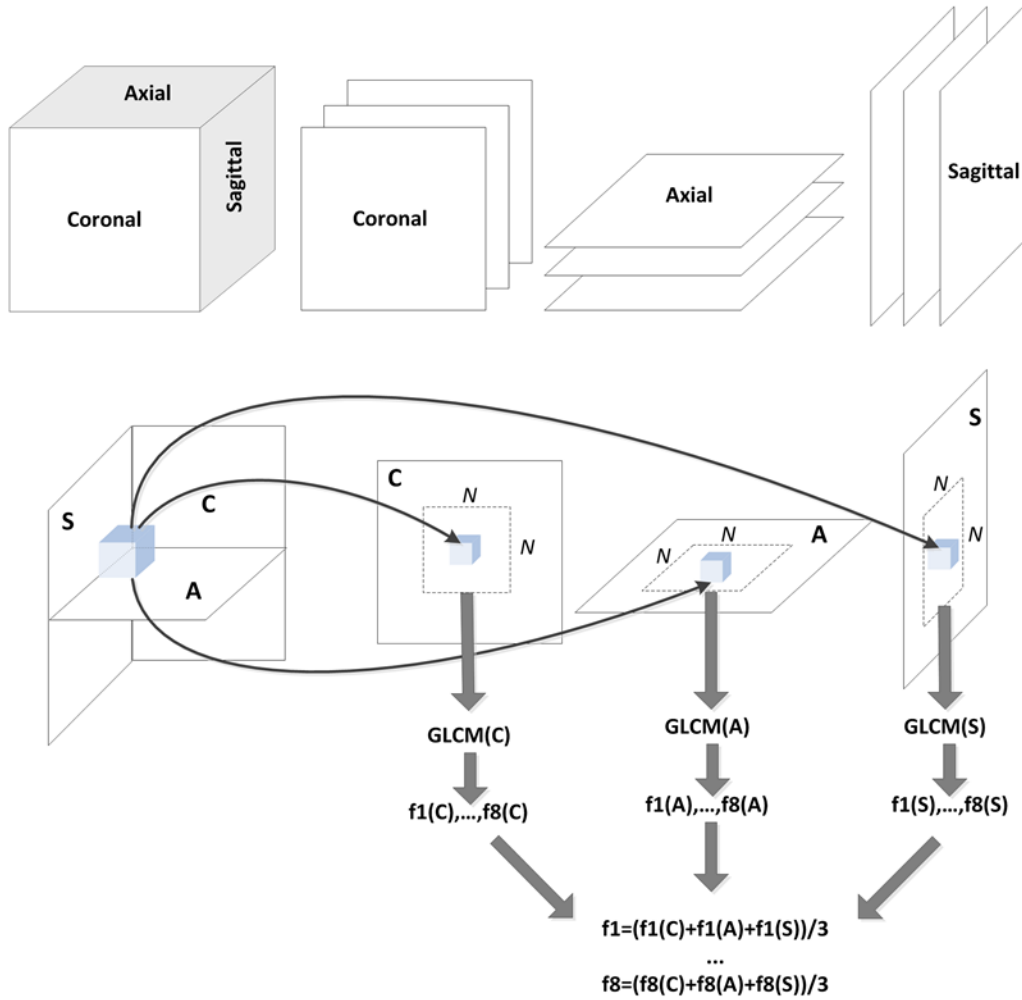 Axial
Sagittal
Coronal
Coronal
Axial
Sagittal
S
C
A
C
N
N
N
N
A
S
N
N
GLCM(C)
GLCM(A)
GLCM(S)
f1(C),...,f8(C)
f1(A),...,f8(A)
f1(S),...,f8(S)
f1=(f1(C)+f1(A)+f1(S))/3
...
f8=(f8(C)+f8(A)+f8(S))/3